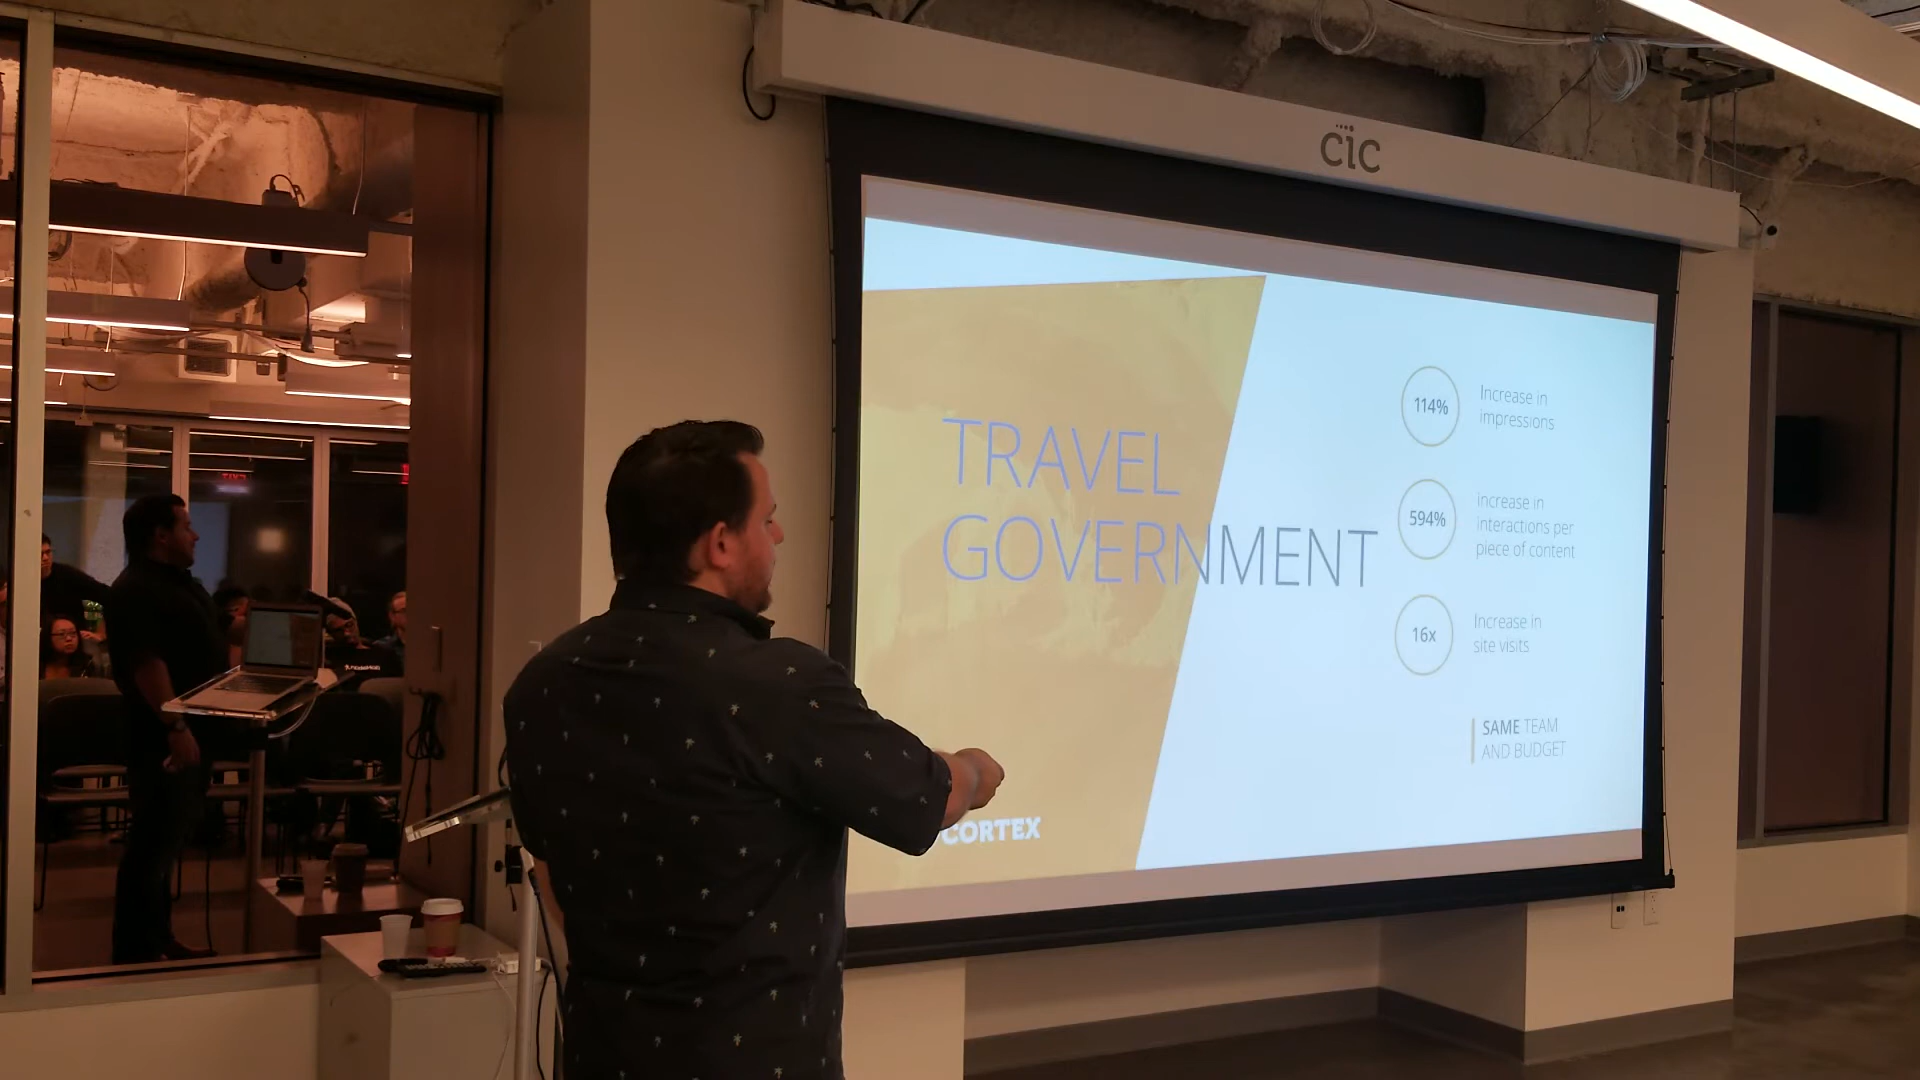 cic
TRAVEL
GOVERNMENT
114%
Increase in
impressions
594%
increase in
interactions per
piece of content
16x
Increase in
site visits
SAME TEAM
AND BUDGET
CORTEX